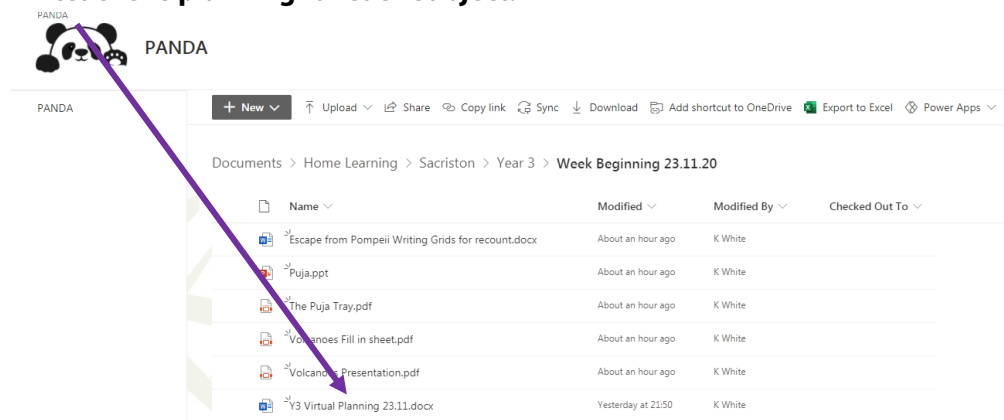 PANDA
PANDA
PANDA
+ New Upload Share Copy link Sync Download Add shortcut to OneDrive Export to Excel Power Apps
Documents > Home Learning > Sacriston > Year 3 > Week Beginning 23.11.20
Name Modified Modified By Checked Out To
Escape from Pompeii Writing Grids for recount.docx About an hour ago K White
Puja.ppt About an hour ago K White
The Puja Tray.pdf About an hour ago K White
Volcanoes Fill in sheet.pdf About an hour ago K White
Volcanoes Presentation.pdf About an hour ago K White
Y3 Virtual Planning 23.11.docx Yesterday at 21:50 K White